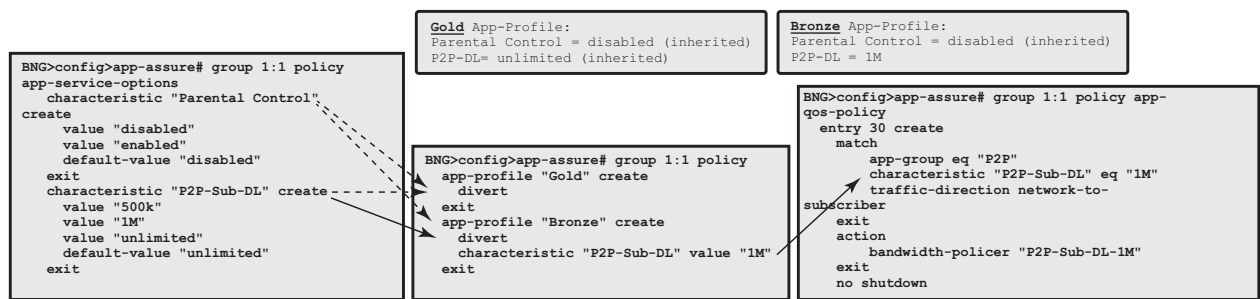 Gold App-Profile:
Parental Control = disabled (inherited)
P2P-DL= unlimited (inherited)
Bronze App-Profile:
Parental Control = disabled (inherited)
P2P-DL = 1M
BNG>config>app-assure# group 1:1 policy
app-service-options
characteristic "Parental Control"
create
value "disabled"
value "enabled"
default-value "disabled"
exit
characteristic "P2P-Sub-DL" create
value "500k"
value "1M"
value "unlimited"
default-value "unlimited"
exit
BNG>config>app-assure# group 1:1 policy
app-profile "Gold" create
divert
exit
app-profile "Bronze" create
divert
characteristic "P2P-Sub-DL" value "1M"
exit
BNG>config>app-assure# group 1:1 policy app-
qos-policy
entry 30 create
match
app-group eq "P2P"
characteristic "P2P-Sub-DL" eq "1M"
traffic-direction network-to-
subscriber
exit
action
bandwidth-policer "P2P-Sub-DL-1M"
exit
no shutdown